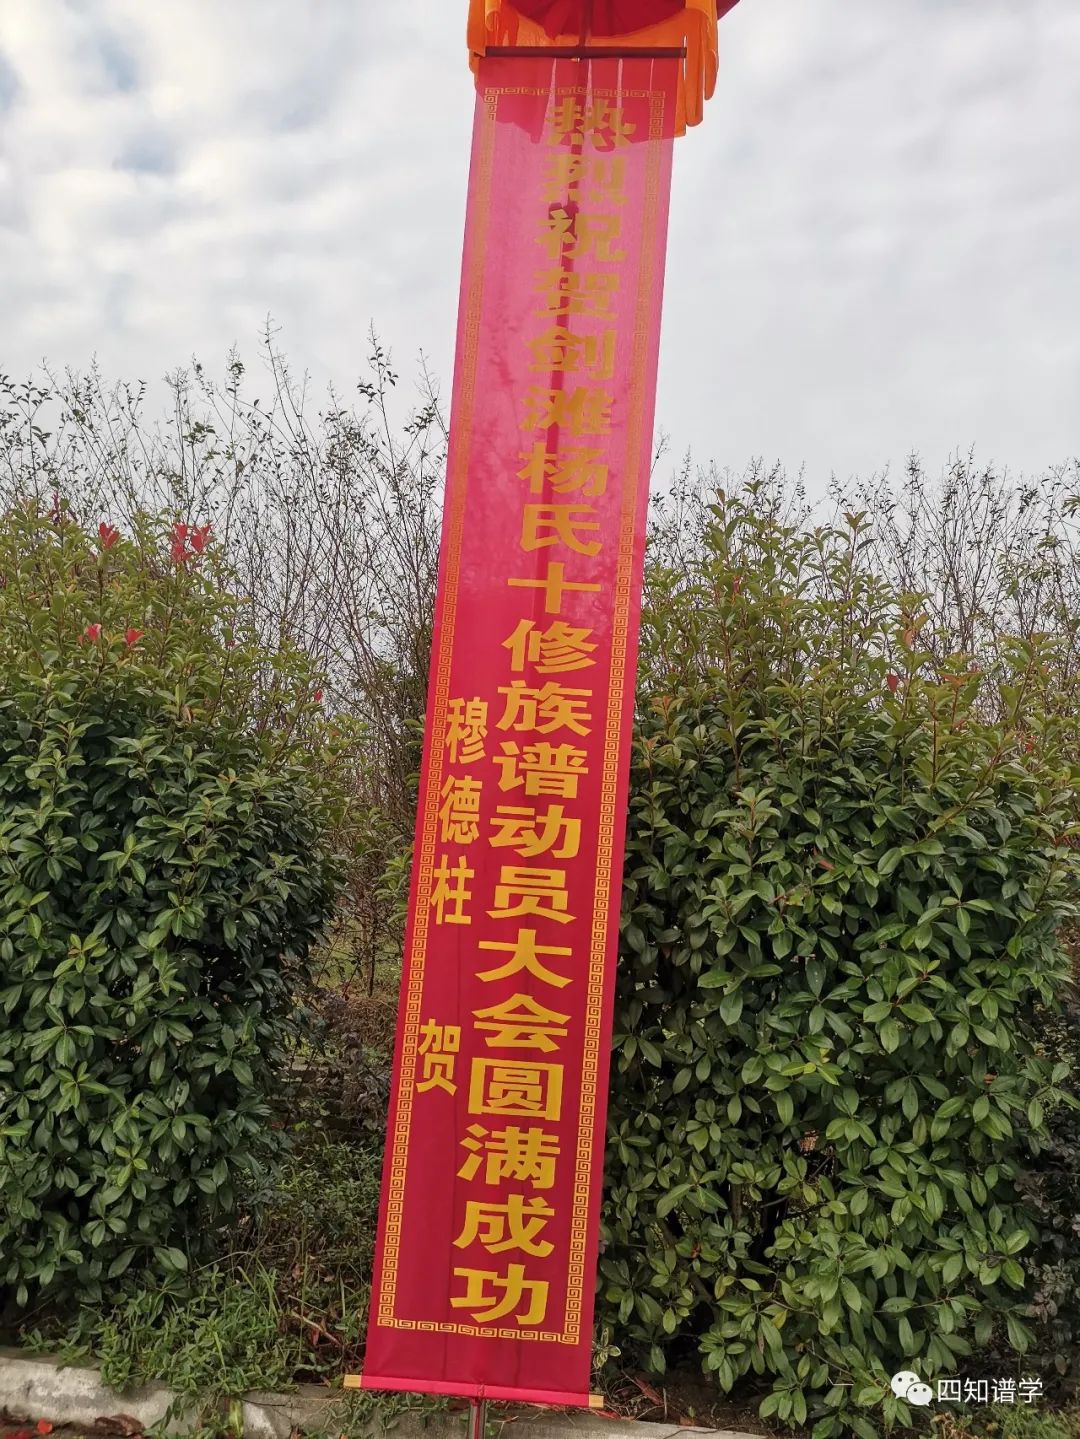 热烈祝贺剑滩杨氏十修族谱动员大会圆满成功
穆德柱 贺
四知谱学